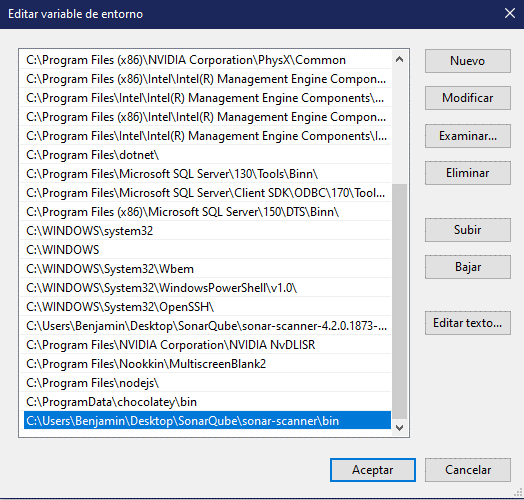 Editar variable de entorno
C:\Program Files (x86)\NVIDIA Corporation\PhysX\Common
C:\Program Files (x86)\Intel\Intel(R) Management Engine Compon...
C:\Program Files\Intel\Intel(R) Management Engine Components\...
C:\Program Files (x86)\Intel\Intel(R) Management Engine Compon...
C:\Program Files\Intel\Intel(R) Management Engine Components\I...
C:\Program Files\dotnet\
C:\Program Files\Microsoft SQL Server\130\Tools\Binn\
C:\Program Files\Microsoft SQL Server\Client SDK\ODBC\170\Tool...
C:\Program Files (x86)\Microsoft SQL Server\150\DTS\Binn\
C:\WINDOWS\system32
C:\WINDOWS
C:\WINDOWS\System32\Wbem
C:\WINDOWS\System32\WindowsPowerShell\v1.0\
C:\WINDOWS\System32\OpenSSH\
C:\Users\Benjamin\Desktop\SonarQube\sonar-scanner-4.2.0.1873-...
C:\Program Files\NVIDIA Corporation\NVIDIA NvDLISR
C:\Program Files\Nookkin\MultiscreenBlank2
C:\Program Files\nodejs\
C:\ProgramData\chocolatey\bin
C:\Users\Benjamin\Desktop\SonarQube\sonar-scanner\bin
Nuevo
Modificar
Examinar...
Eliminar
Subir
Bajar
Editar texto...
Aceptar
Cancelar